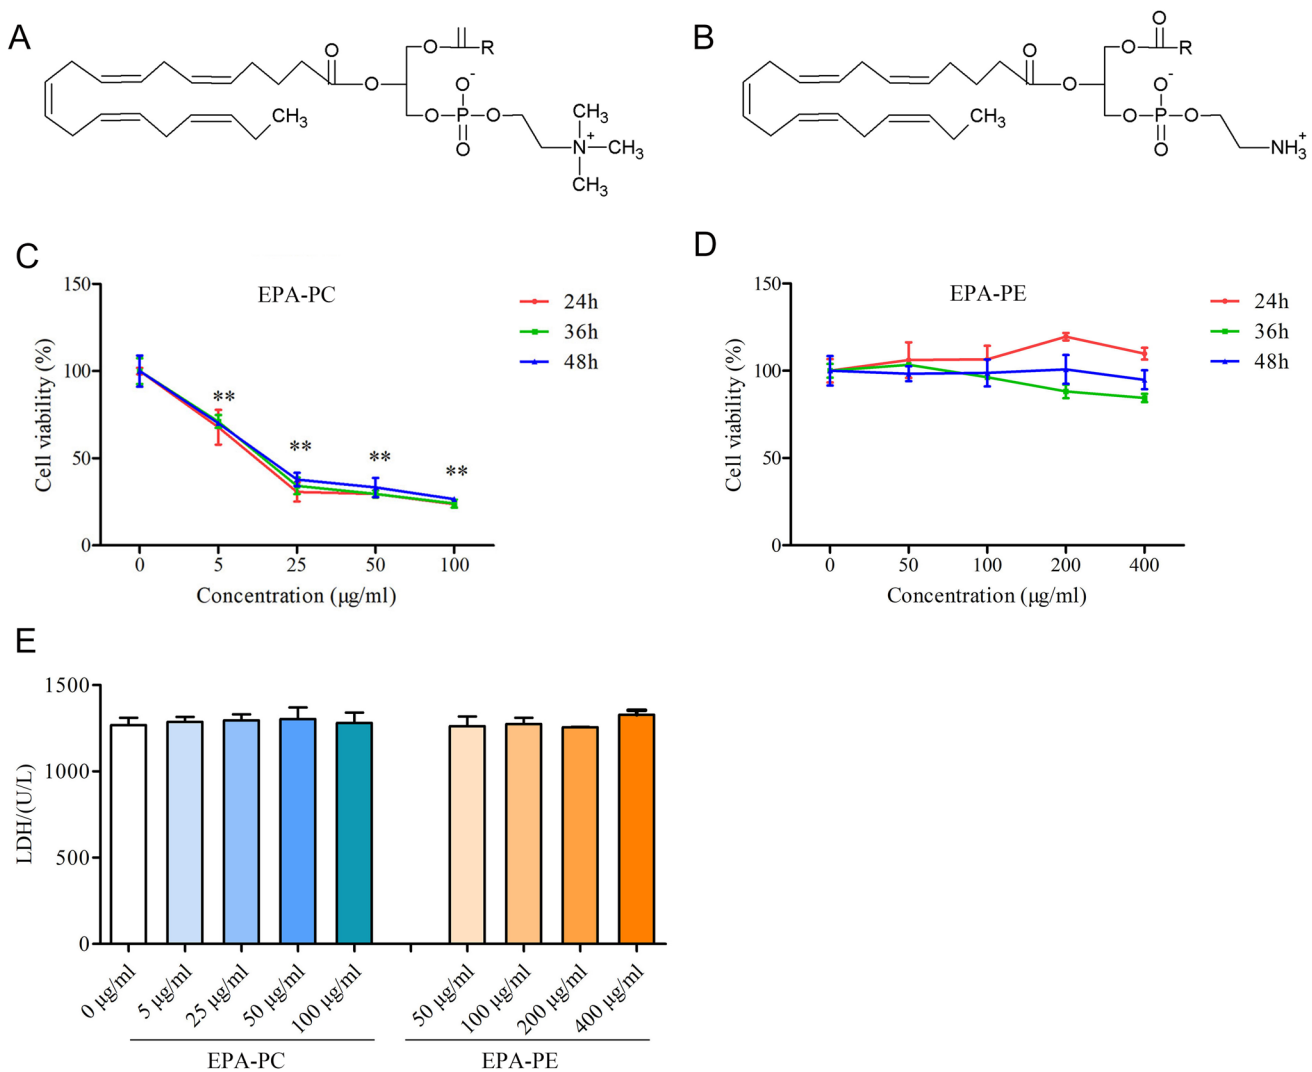 A
O
O
R
O
O
O-
O
P
O
O
CH3
CH3
N+
CH3
CH3
B
O
O
O
R
O
O-
O
P
O
O
CH3
NH3+
C
EPA-PC
150
100
50
0
Cell viability (%)
**
**
**
**
24h
36h
48h
0 5 25 50 100
Concentration (μg/ml)
D
EPA-PE
150
100
50
0
Cell viability (%)
24h
36h
48h
0 50 100 200 400
Concentration (μg/ml)
E
1500
1000
500
0
LDH/(U/L)
0 μg/ml
5 μg/ml
25 μg/ml
50 μg/ml
100 μg/ml
50 μg/ml
100 μg/ml
200 μg/ml
400 μg/ml
EPA-PC
EPA-PE